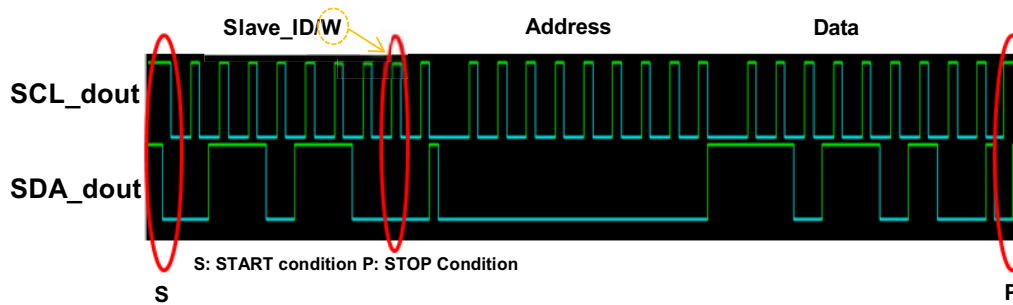 Slave_ID/W Address Data
SCL_dout
SDA_dout
S: START condition P: STOP Condition
S P